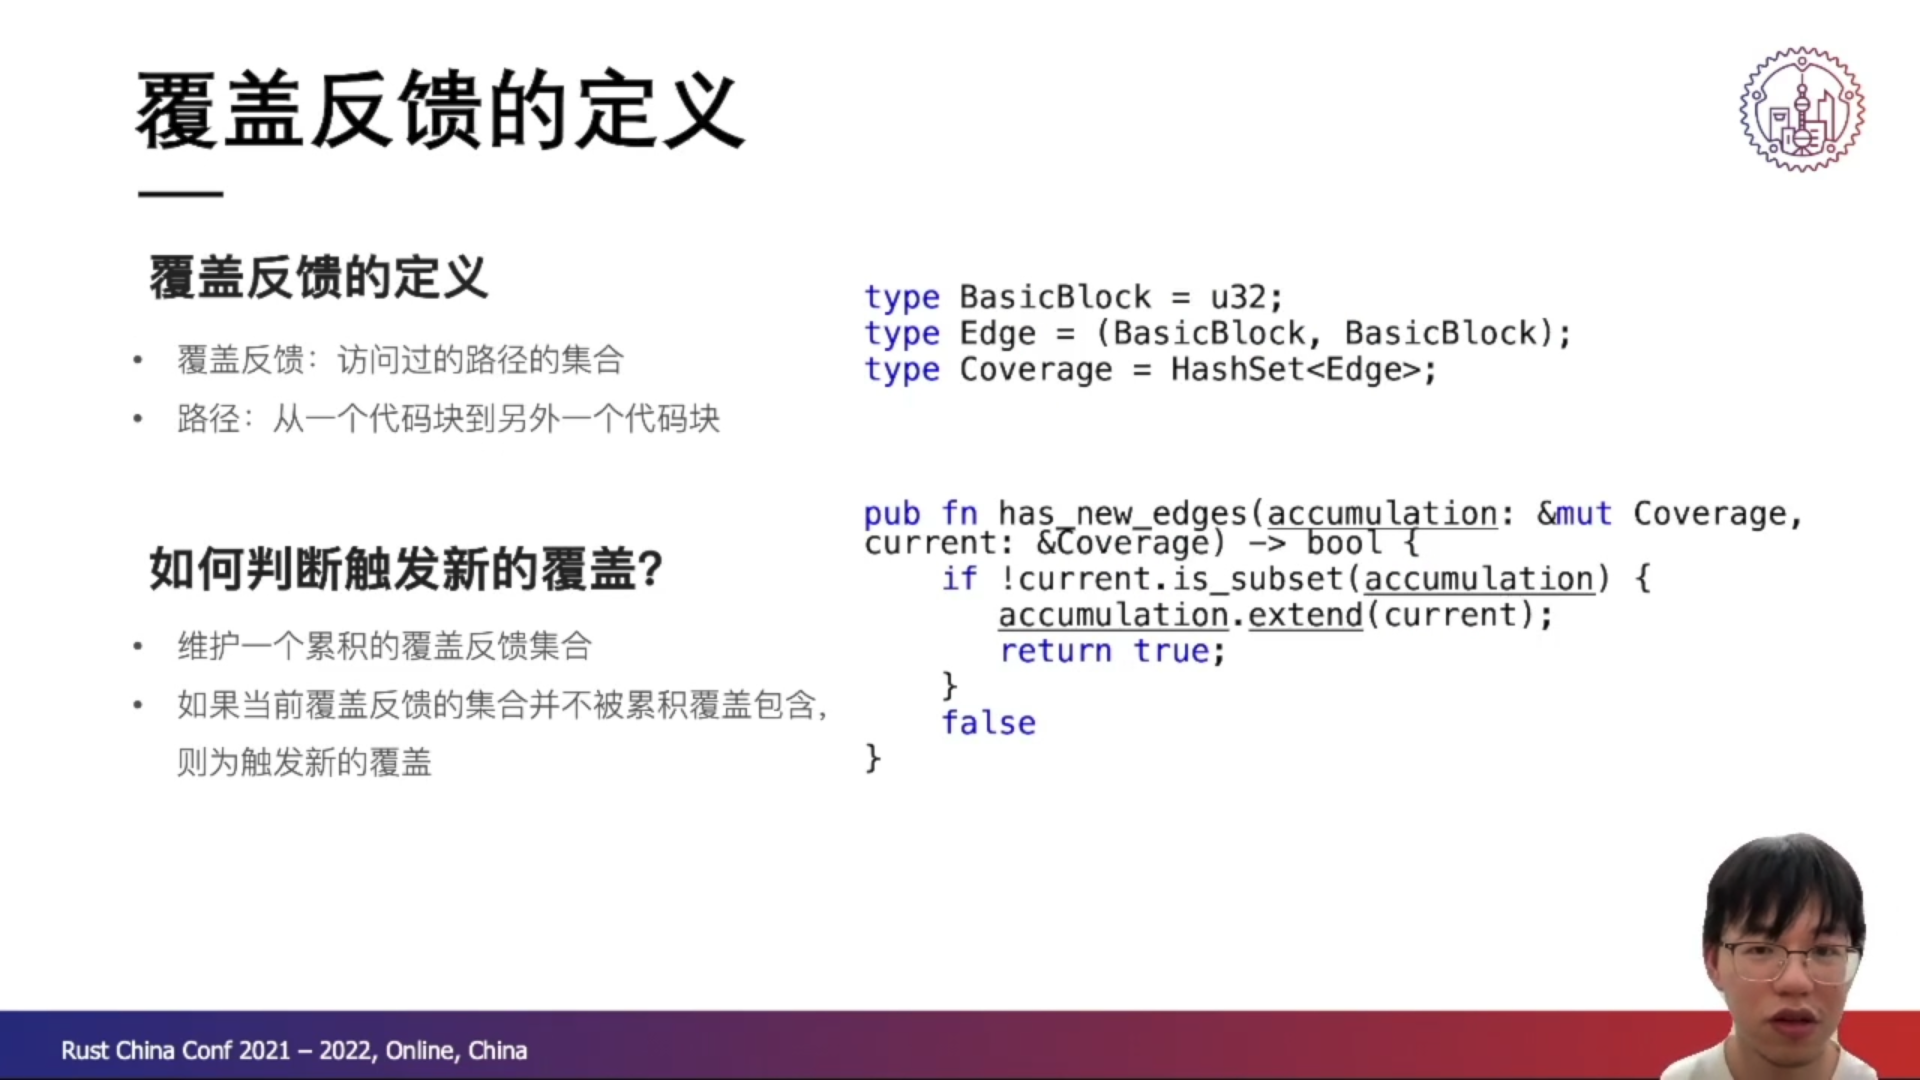 覆盖反馈的定义
覆盖反馈的定义
• 覆盖反馈：访问过的路径的集合
• 路径：从一个代码块到另外一个代码块
如何判断触发新的覆盖？
• 维护一个累积的覆盖反馈集合
• 如果当前覆盖反馈的集合并不被累积覆盖包含，
则为触发新的覆盖
type BasicBlock = u32;
type Edge = (BasicBlock, BasicBlock);
type Coverage = HashSet<Edge>;
pub fn has_new_edges(accumulation: &mut Coverage,
current: &Coverage) -> bool {
if !current.is_subset(accumulation) {
accumulation.extend(current);
return true;
}
false
}
Rust China Conf 2021 – 2022, Online, China